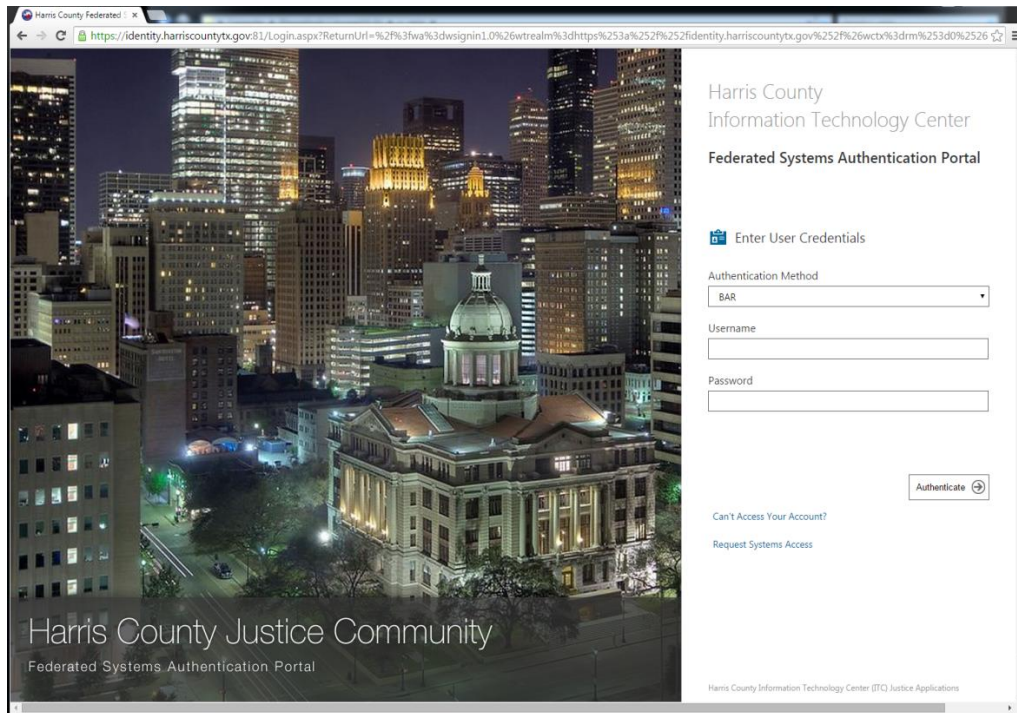 Harris County Federated
https://identity.harriscountytx.gov:81/Login.aspx?ReturnUrl=%2f%3fwa%3dwsignin1.0%26wtrealm%3dhttps%253a%252f%252fidentity.harriscountytx.gov%252f%26wctx%3drm%253d0%2526
Harris County
Information Technology Center
Federated Systems Authentication Portal
Enter User Credentials
Authentication Method
BAR
Username
Password
Authenticate
Can't Access Your Account?
Request Systems Access
Harris County Justice Community
Federated Systems Authentication Portal
Harris County Information Technology Center (ITC) Justice Applications